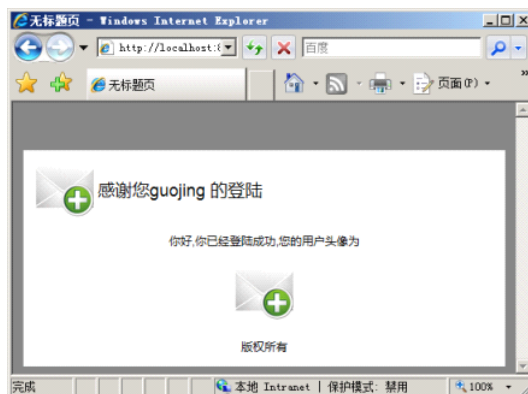 无标题页 - Windows Internet Explorer
http://localhost:
百度
无标题页
页面(P)
感谢您guojing 的登陆
你好,你已经登陆成功,您的用户头像为
版权所有
完成
本地 Intranet | 保护模式: 禁用
100%